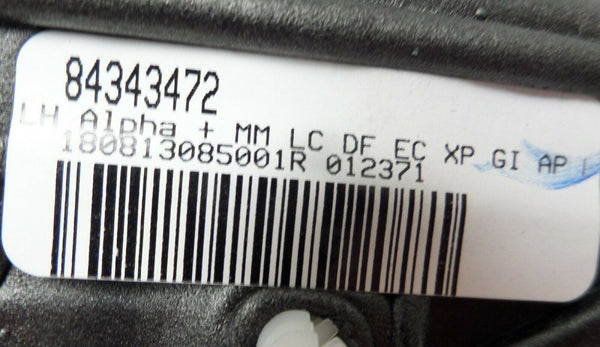 84343472
LH Alpha + MM LC DF EC XP GI AP
180813085001R 012371